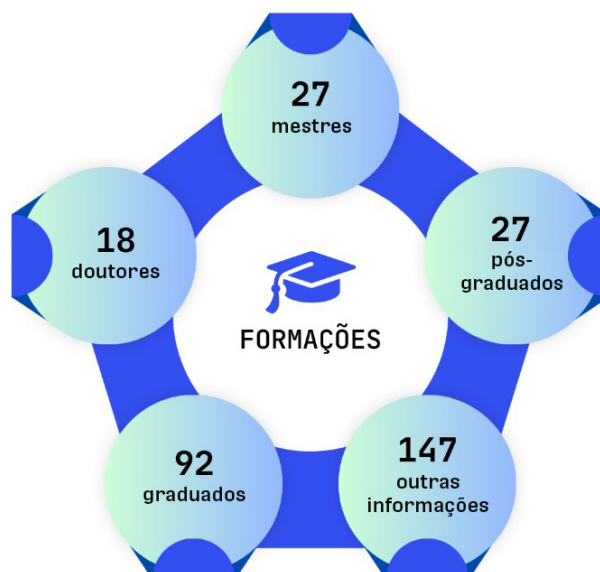 27
mestres
18
doutores
27
pós-
graduados
FORMAÇÕES
92
graduados
147
outras
informações